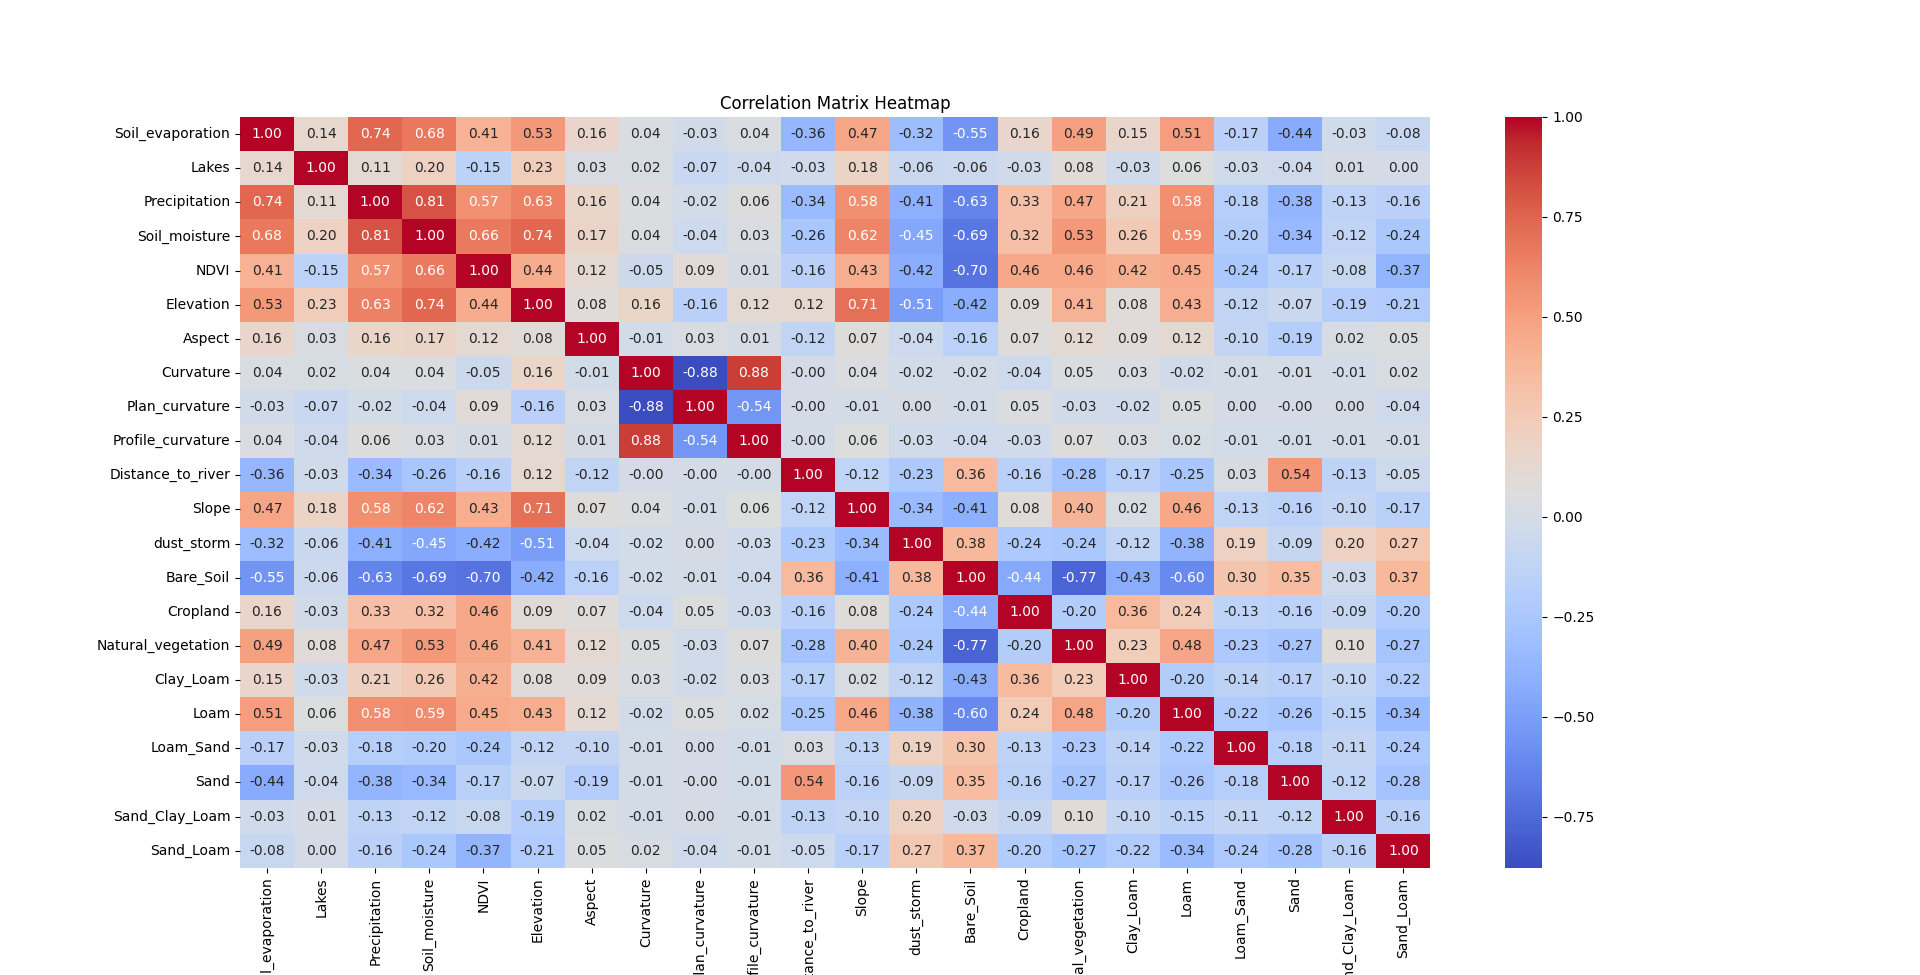 Correlation Matrix Heatmap
Soil_evaporation 1.00 0.14 0.74 0.68 0.41 0.53 0.16 0.04 -0.03 0.04 -0.36 0.47 -0.32 -0.55 0.16 0.49 0.15 0.51 -0.17 -0.44 -0.03 -0.08
Lakes 0.14 1.00 0.11 0.20 -0.15 0.23 0.03 0.02 -0.07 -0.04 -0.03 0.18 -0.06 -0.06 -0.03 0.08 -0.03 0.06 -0.03 -0.04 0.01 0.00
Precipitation 0.74 0.11 1.00 0.81 0.57 0.63 0.16 0.04 -0.02 0.06 -0.34 0.58 -0.41 -0.63 0.33 0.47 0.21 0.58 -0.18 -0.38 -0.13 -0.16
Soil_moisture 0.68 0.20 0.81 1.00 0.66 0.74 0.17 0.04 -0.04 0.03 -0.26 0.62 -0.45 -0.69 0.32 0.53 0.26 0.59 -0.20 -0.34 -0.12 -0.24
NDVI 0.41 -0.15 0.57 0.66 1.00 0.44 0.12 -0.05 0.09 0.01 -0.16 0.43 -0.42 -0.70 0.46 0.46 0.42 0.45 -0.24 -0.17 -0.08 -0.37
Elevation 0.53 0.23 0.63 0.74 0.44 1.00 0.08 0.16 -0.16 0.12 0.12 0.71 -0.51 -0.42 0.09 0.41 0.08 0.43 -0.12 -0.07 -0.19 -0.21
Aspect 0.16 0.03 0.16 0.17 0.12 0.08 1.00 -0.01 0.03 0.01 -0.12 0.07 -0.04 -0.16 0.07 0.12 0.09 0.12 -0.10 -0.19 0.02 0.05
Curvature 0.04 0.02 0.04 0.04 -0.05 0.16 -0.01 1.00 -0.88 0.88 -0.00 0.04 -0.02 -0.02 -0.04 0.05 0.03 -0.02 -0.01 -0.01 -0.01 0.02
Plan_curvature -0.03 -0.07 -0.02 -0.04 0.09 -0.16 0.03 -0.88 1.00 -0.54 -0.00 -0.01 0.00 -0.01 0.05 -0.03 -0.02 0.05 0.00 -0.00 0.00 -0.04
Profile_curvature 0.04 -0.04 0.06 0.03 0.01 0.12 0.01 0.88 -0.54 1.00 -0.00 0.06 -0.03 -0.04 -0.03 0.07 0.03 0.02 -0.01 -0.01 -0.01 -0.01
Distance_to_river -0.36 -0.03 -0.34 -0.26 -0.16 0.12 -0.12 -0.00 -0.00 -0.00 1.00 -0.12 -0.23 0.36 -0.16 -0.28 -0.17 -0.25 0.03 0.54 -0.13 -0.05
Slope 0.47 0.18 0.58 0.62 0.43 0.71 0.07 0.04 -0.01 0.06 -0.12 1.00 -0.34 -0.41 0.08 0.40 0.02 0.46 -0.13 -0.16 -0.10 -0.17
dust_storm -0.32 -0.06 -0.41 -0.45 -0.42 -0.51 -0.04 -0.02 0.00 -0.03 -0.23 -0.34 1.00 0.38 -0.24 -0.24 -0.12 -0.38 0.19 -0.09 0.20 0.27
Bare_Soil -0.55 -0.06 -0.63 -0.69 -0.70 -0.42 -0.16 -0.02 -0.01 -0.04 0.36 -0.41 0.38 1.00 -0.44 -0.77 -0.43 -0.60 0.30 0.35 -0.03 0.37
Cropland 0.16 -0.03 0.33 0.32 0.46 0.09 0.07 -0.04 0.05 -0.03 -0.16 0.08 -0.24 -0.44 1.00 -0.20 0.36 0.24 -0.13 -0.16 -0.09 -0.20
Natural_vegetation 0.49 0.08 0.47 0.53 0.46 0.41 0.12 0.05 -0.03 0.07 -0.28 0.40 -0.24 -0.77 -0.20 1.00 0.23 0.48 -0.23 -0.27 0.10 -0.27
Clay_Loam 0.15 -0.03 0.21 0.26 0.42 0.08 0.09 0.03 -0.02 0.03 -0.17 0.02 -0.12 -0.43 0.36 0.23 1.00 -0.20 -0.14 -0.17 -0.10 -0.22
Loam 0.51 0.06 0.58 0.59 0.45 0.43 0.12 -0.02 0.05 0.02 -0.25 0.46 -0.38 -0.60 0.24 0.48 -0.20 1.00 -0.22 -0.26 -0.15 -0.34
Loam_Sand -0.17 -0.03 -0.18 -0.20 -0.24 -0.12 -0.10 -0.01 0.00 -0.01 0.03 -0.13 0.19 0.30 -0.13 -0.23 -0.14 -0.22 1.00 -0.18 -0.11 -0.24
Sand -0.44 -0.04 -0.38 -0.34 -0.17 -0.07 -0.19 -0.01 -0.00 -0.01 0.54 -0.16 -0.09 0.35 -0.16 -0.27 -0.17 -0.26 -0.18 1.00 -0.12 -0.28
Sand_Clay_Loam -0.03 0.01 -0.13 -0.12 -0.08 -0.19 0.02 -0.01 0.00 -0.01 -0.13 -0.10 0.20 -0.03 -0.09 0.10 -0.10 -0.15 -0.11 -0.12 1.00 -0.16
Sand_Loam -0.08 0.00 -0.16 -0.24 -0.37 -0.21 0.05 0.02 -0.04 -0.01 -0.05 -0.17 0.27 0.37 -0.20 -0.27 -0.22 -0.34 -0.24 -0.28 -0.16 1.00
l_evaporation
Lakes
Precipitation
Soil_moisture
NDVI
Elevation
Aspect
Curvature
lan_curvature
file_curvature
tance_to_river
Slope
dust_storm
Bare_Soil
Cropland
al_vegetation
Clay_Loam
Loam
Loam_Sand
Sand
nd_Clay_Loam
Sand_Loam
1.00
0.75
0.50
0.25
0.00
−0.25
−0.50
−0.75